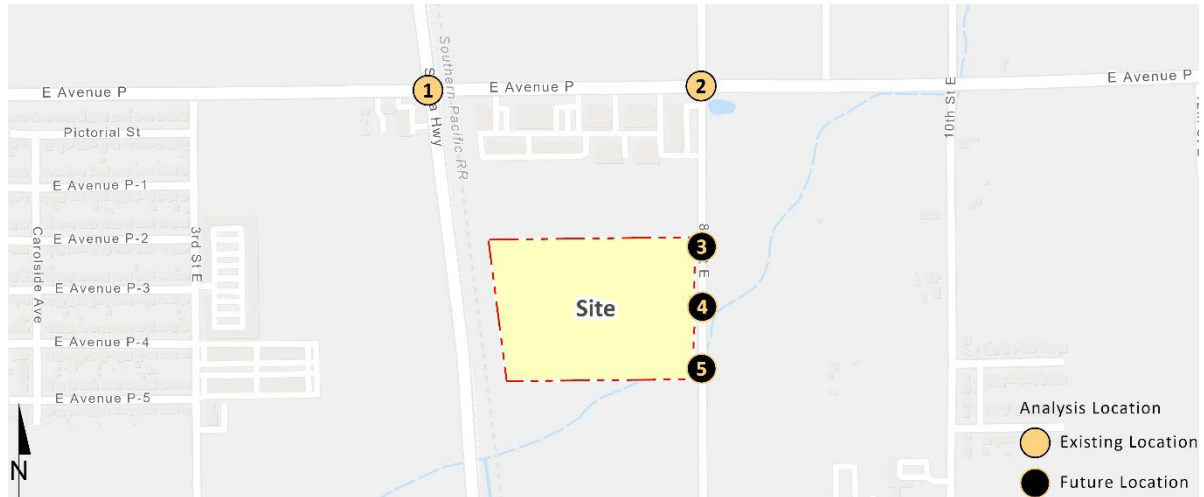 E Avenue P
1
E Avenue P
2
E Avenue P
Pictorial St
Southern Pacific RR
Hwy
10th St E
E Avenue P-1
Carolside Ave
E Avenue P-2
3rd St E
3
E
E Avenue P-3
Site
4
E Avenue P-4
5
E Avenue P-5
N
Analysis Location
Existing Location
Future Location